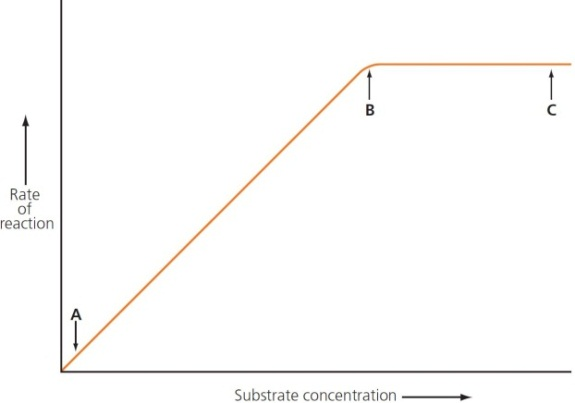 B
C
Rate
of
reaction
A
Substrate concentration